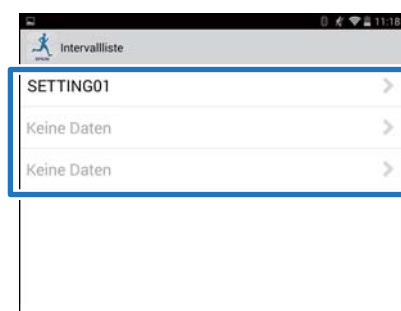 11:18
Intervallliste
SETTING01
Keine Daten
Keine Daten